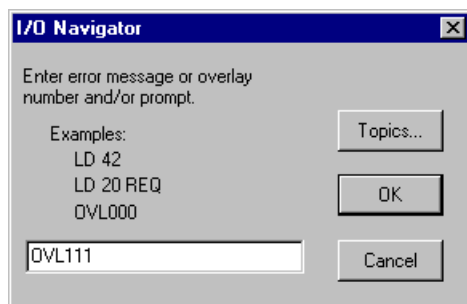 I/O Navigator
Enter error message or overlay
number and/or prompt.
Examples:
LD 42
LD 20 REQ
OVL000
OVL111
Topics...
OK
Cancel